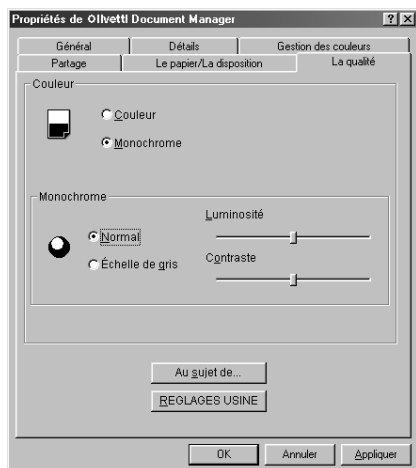 Propriétés de Olivetti Document Manager
Général Détails Gestion des couleurs
Partage Le papier/La disposition La qualité
Couleur
Couleur
Monochrome
Monochrome
Luminosité
Normal
Échelle de gris
Contraste
Au sujet de...
REGLAGES USINE
OK Annuler Appliquer